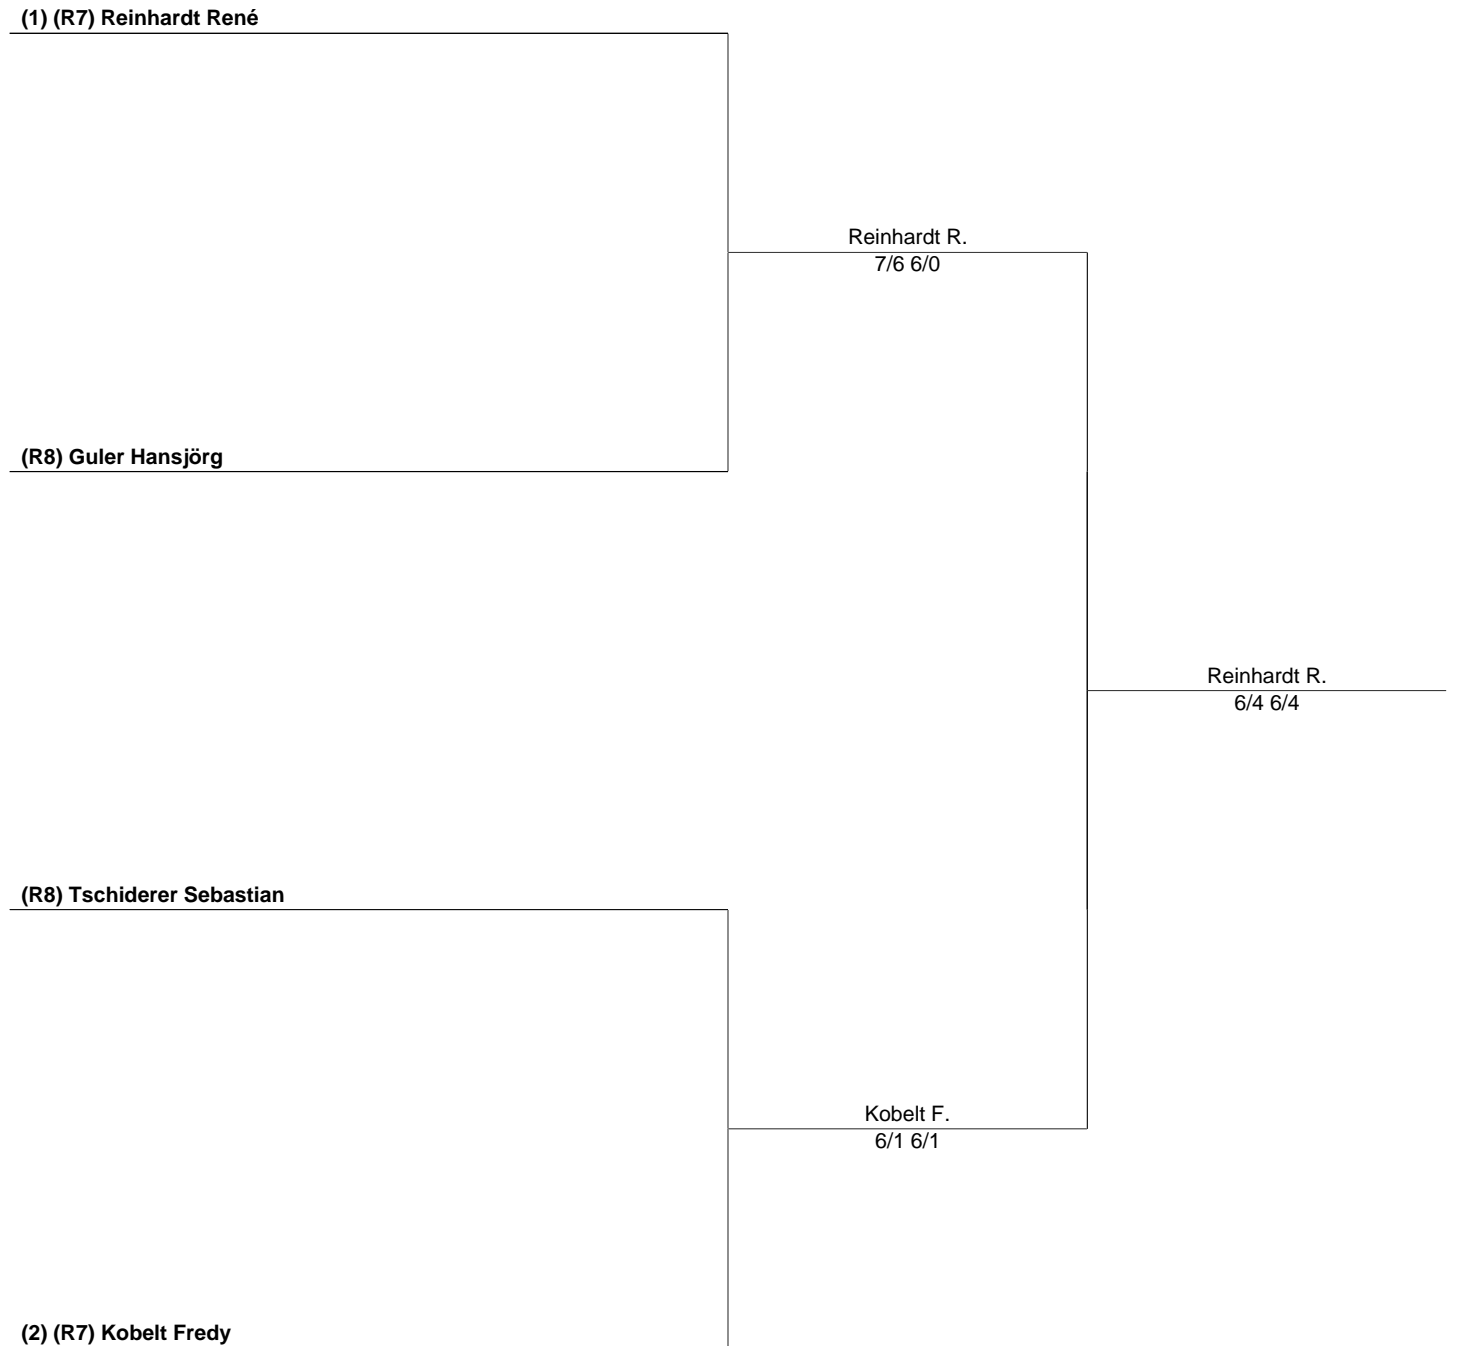 (1) (R7) Reinhardt René
Reinhardt R.
7/6 6/0
(R8) Guler Hansjörg
Reinhardt R.
6/4 6/4
(R8) Tschiderer Sebastian
Kobelt F.
6/1 6/1
(2) (R7) Kobelt Fredy